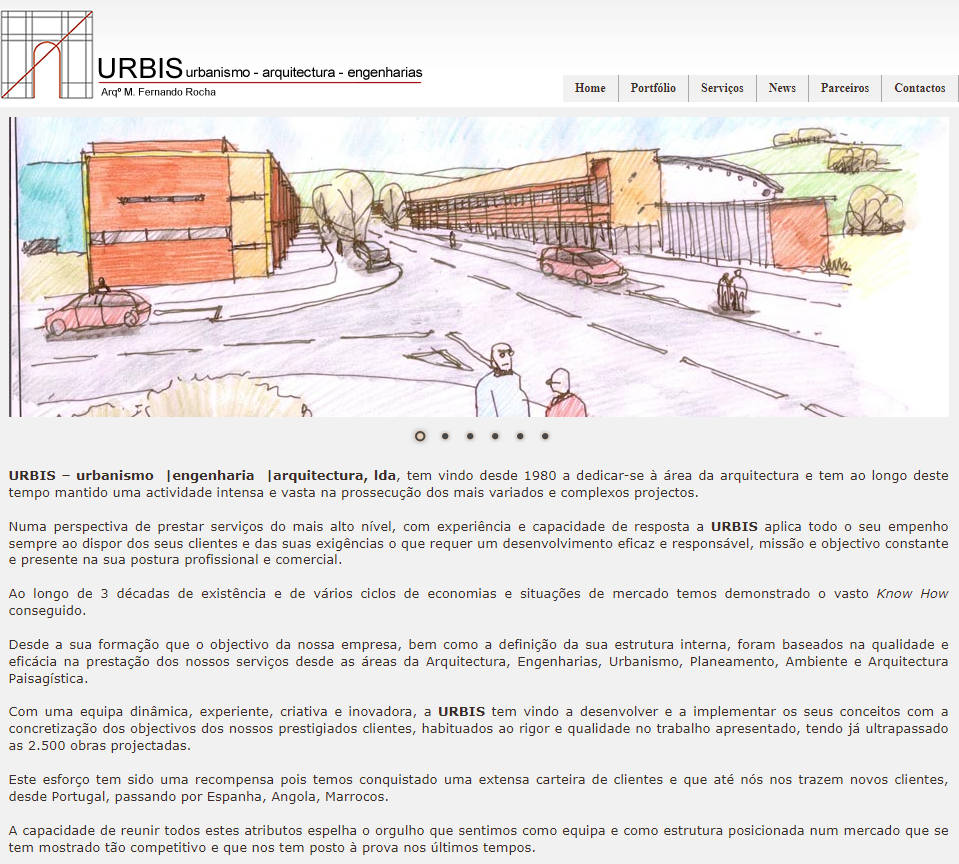 URBIS urbanismo - arquitectura - engenharias
Arqº M. Fernando Rocha
Home Portfólio Serviços News Parceiros Contactos
URBIS – urbanismo |engenharia |arquitectura, lda, tem vindo desde 1980 a dedicar-se à área da arquitectura e tem ao longo deste
tempo mantido uma actividade intensa e vasta na prossecução dos mais variados e complexos projectos.
Numa perspectiva de prestar serviços do mais alto nível, com experiência e capacidade de resposta a URBIS aplica todo o seu empenho
sempre ao dispor dos seus clientes e das suas exigências o que requer um desenvolvimento eficaz e responsável, missão e objectivo constante
e presente na sua postura profissional e comercial.
Ao longo de 3 décadas de existência e de vários ciclos de economias e situações de mercado temos demonstrado o vasto Know How
conseguido.
Desde a sua formação que o objectivo da nossa empresa, bem como a definição da sua estrutura interna, foram baseados na qualidade e
eficácia na prestação dos nossos serviços desde as áreas da Arquitectura, Engenharias, Urbanismo, Planeamento, Ambiente e Arquitectura
Paisagística.
Com uma equipa dinâmica, experiente, criativa e inovadora, a URBIS tem vindo a desenvolver e a implementar os seus conceitos com a
concretização dos objectivos dos nossos prestigiados clientes, habituados ao rigor e qualidade no trabalho apresentado, tendo já ultrapassado
as 2.500 obras projectadas.
Este esforço tem sido uma recompensa pois temos conquistado uma extensa carteira de clientes e que até nós nos trazem novos clientes,
desde Portugal, passando por Espanha, Angola, Marrocos.
A capacidade de reunir todos estes atributos espelha o orgulho que sentimos como equipa e como estrutura posicionada num mercado que se
tem mostrado tão competitivo e que nos tem posto à prova nos últimos tempos.